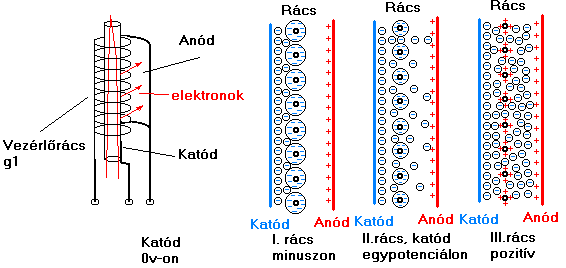 Anód
elektronok
Vezérlőrács
g1
Katód
Katód
0v-on
Rács
Katód
Anód
I. rács
minuszon
Rács
Katód
Anód
II.rács, katód
egypotenciálon
Rács
Katód
Anód
III.rács
pozitív